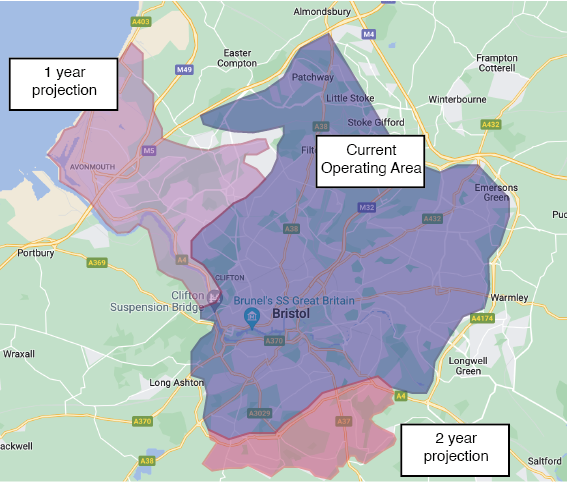 Almondsbury
A403
M4
Easter
Compton
Frampton
Cotterell
M49
1 year
projection
Patchway
Little Stoke
Winterbourne
Stoke Gifford
A432
A38
M5
Current
Operating Area
AVONMOUTH
Emersons
Green
M32
A432
A38
Portbury
A4
A369
CLIFTON
Clifton
Suspension Bridge
Brunel's SS Great Britain
Bristol
Warmley
A4174
A370
Wraxall
Longwell
Green
Long Ashton
A4
A3029
A37
A370
2 year
projection
A38
Saltford